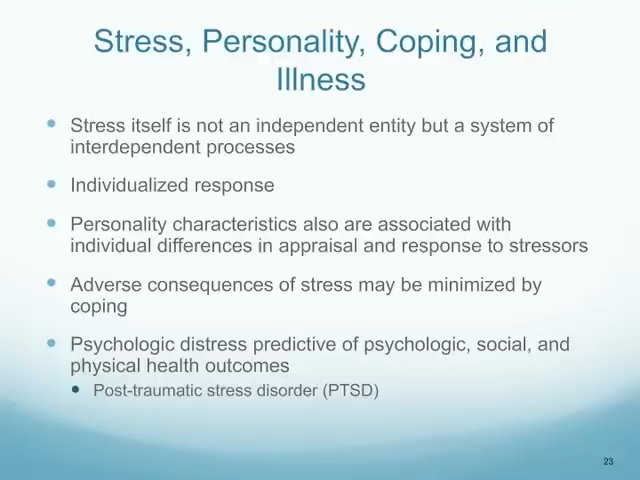 Stress, Personality, Coping, and
Illness
• Stress itself is not an independent entity but a system of
interdependent processes
• Individualized response
• Personality characteristics also are associated with
individual differences in appraisal and response to stressors
• Adverse consequences of stress may be minimized by
coping
• Psychologic distress predictive of psychologic, social, and
physical health outcomes
• Post-traumatic stress disorder (PTSD)
23